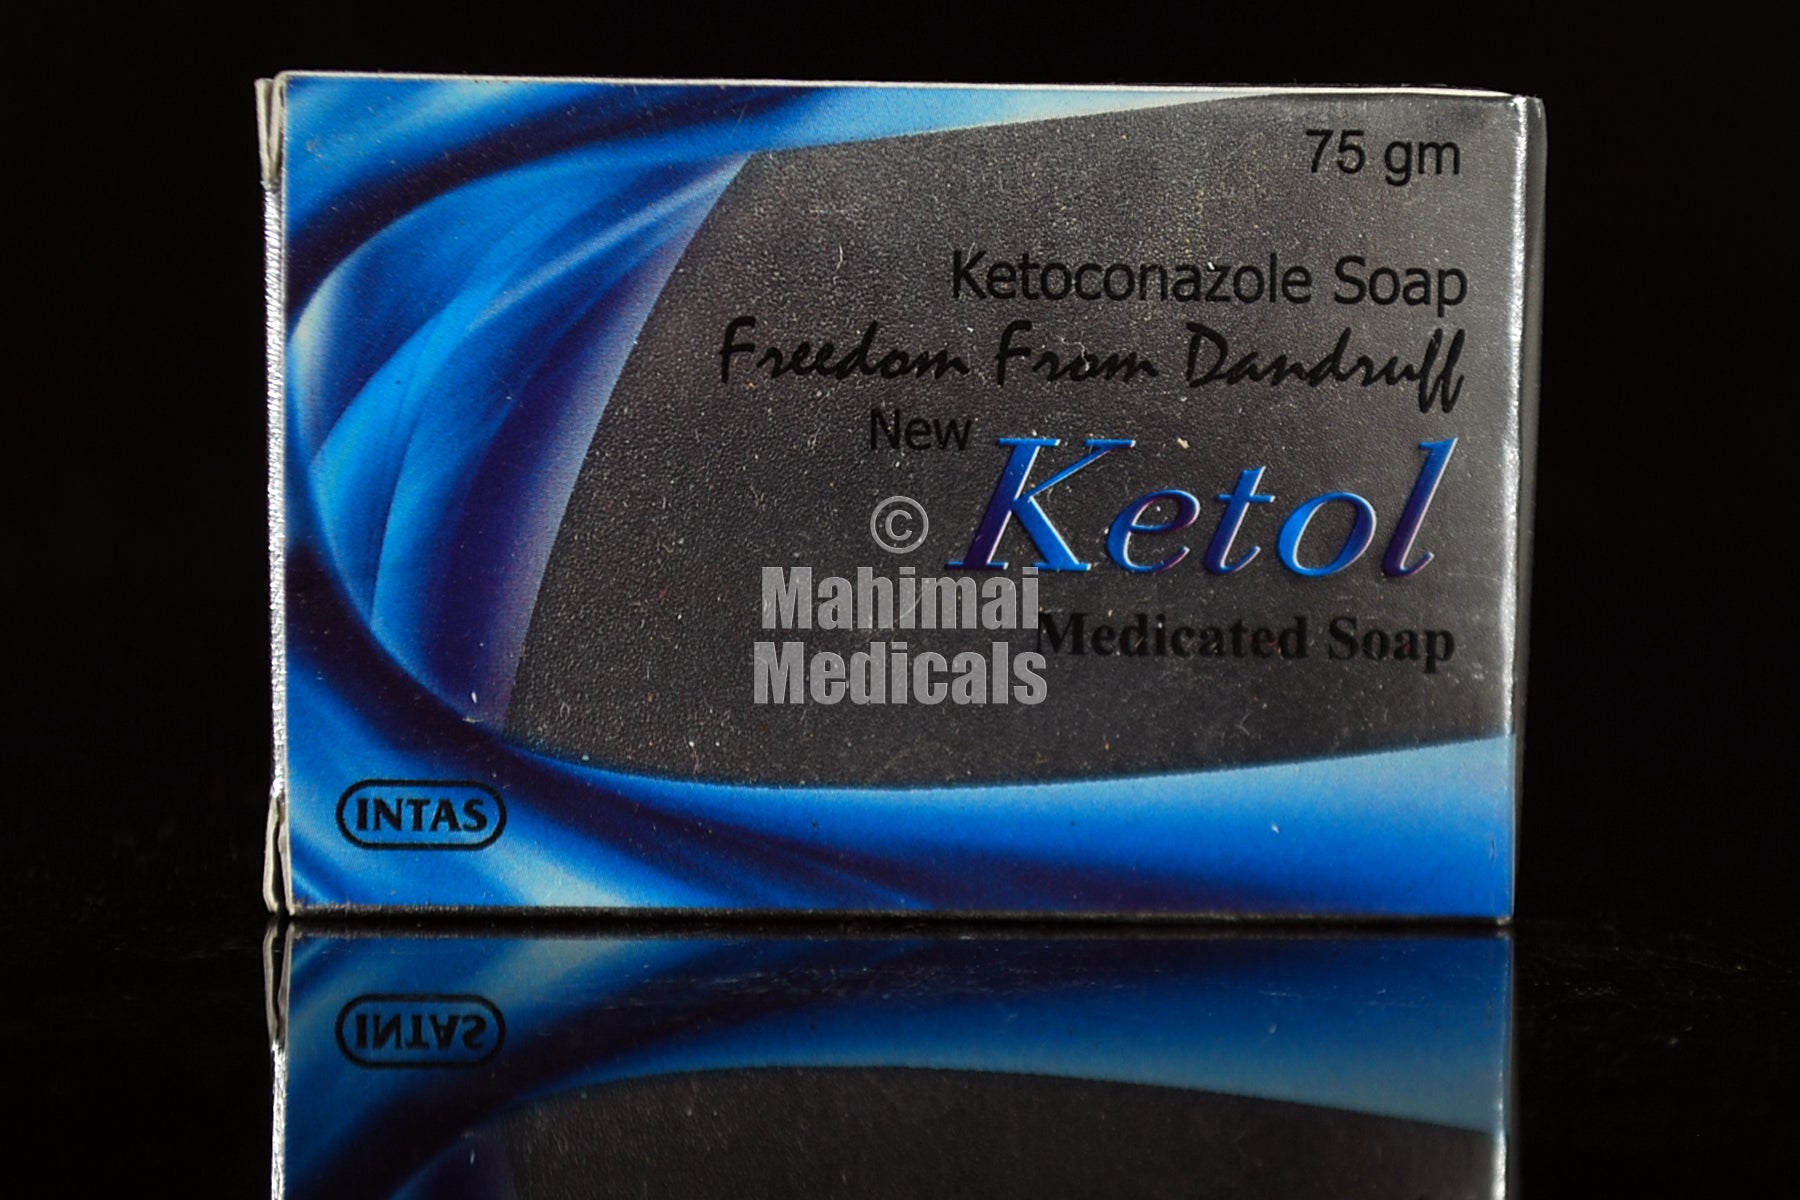 75 gm
Ketoconazole Soap
Freedom From Dandruff
New Ketol
©
Mahimai
Medicals
Medicated Soap
INTAS
INTAS